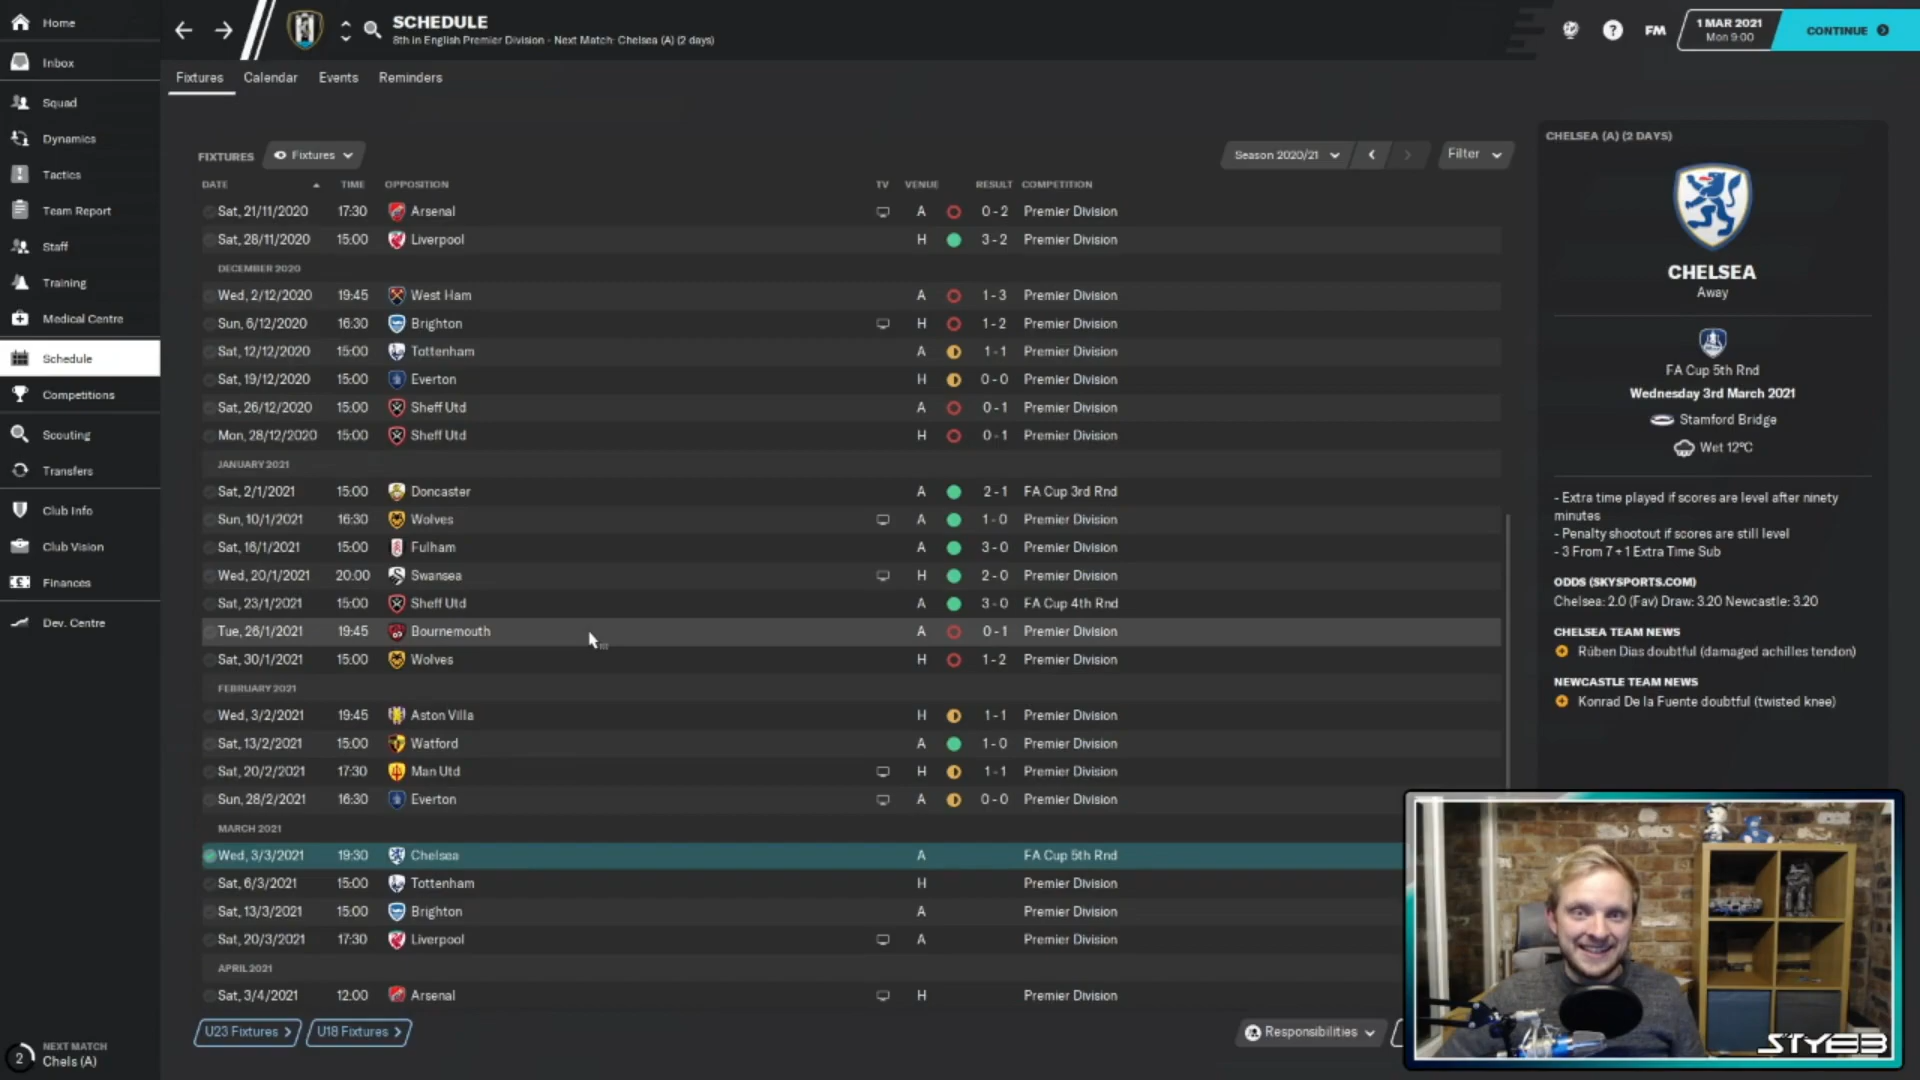 Home
SCHEDULE
8th in English Premier Division - Next Match: Chelsea (A) (2 days)
FM
1 MAR 2021
Mon 9:00
CONTINUE
Inbox
Squad
Dynamics
Tactics
Team Report
Staff
Training
Medical Centre
Schedule
Competitions
Scouting
Transfers
Club Info
Club Vision
Finances
Dev. Centre
2
NEXT MATCH
Chels (A)
Fixtures Calendar Events Reminders
FIXTURES Fixtures Season 2020/21 Filter
DATE TIME OPPOSITION TV VENUE RESULT COMPETITION
Sat, 21/11/2020 17:30 Arsenal A 0 - 2 Premier Division
Sat, 28/11/2020 15:00 Liverpool H 3 - 2 Premier Division
DECEMBER 2020
Wed, 2/12/2020 19:45 West Ham A 1 - 3 Premier Division
Sun, 6/12/2020 16:30 Brighton H 1 - 2 Premier Division
Sat, 12/12/2020 15:00 Tottenham A 1 - 1 Premier Division
Sat, 19/12/2020 15:00 Everton H 0 - 0 Premier Division
Sat, 26/12/2020 15:00 Sheff Utd A 0 - 1 Premier Division
Mon, 28/12/2020 15:00 Sheff Utd H 0 - 1 Premier Division
JANUARY 2021
Sat, 2/1/2021 15:00 Doncaster A 2 - 1 FA Cup 3rd Rnd
Sun, 10/1/2021 16:30 Wolves A 1 - 0 Premier Division
Sat, 16/1/2021 15:00 Fulham A 3 - 0 Premier Division
Wed, 20/1/2021 20:00 Swansea H 2 - 0 Premier Division
Sat, 23/1/2021 15:00 Sheff Utd A 3 - 0 FA Cup 4th Rnd
Tue, 26/1/2021 19:45 Bournemouth A 0 - 1 Premier Division
Sat, 30/1/2021 15:00 Wolves H 1 - 2 Premier Division
FEBRUARY 2021
Wed, 3/2/2021 19:45 Aston Villa H 1 - 1 Premier Division
Sat, 13/2/2021 15:00 Watford A 1 - 0 Premier Division
Sat, 20/2/2021 17:30 Man Utd H 1 - 1 Premier Division
Sun, 28/2/2021 16:30 Everton A 0 - 0 Premier Division
MARCH 2021
Wed, 3/3/2021 19:30 Chelsea A FA Cup 5th Rnd
Sat, 6/3/2021 15:00 Tottenham H Premier Division
Sat, 13/3/2021 15:00 Brighton A Premier Division
Sat, 20/3/2021 17:30 Liverpool A Premier Division
APRIL 2021
Sat, 3/4/2021 12:00 Arsenal H Premier Division
U23 Fixtures U18 Fixtures Responsibilities
CHELSEA (A) (2 DAYS)
CHELSEA
Away
FA Cup 5th Rnd
Wednesday 3rd March 2021
Stamford Bridge
Wet 12°C
- Extra time played if scores are level after ninety
minutes
- Penalty shootout if scores are still level
- 3 From 7 + 1 Extra Time Sub
ODDS (SKYSPORTS.COM)
Chelsea: 2.0 (Fav) Draw: 3.20 Newcastle: 3.20
CHELSEA TEAM NEWS
Rúben Dias doubtful (damaged achilles tendon)
NEWCASTLE TEAM NEWS
Konrad De la Fuente doubtful (twisted knee)